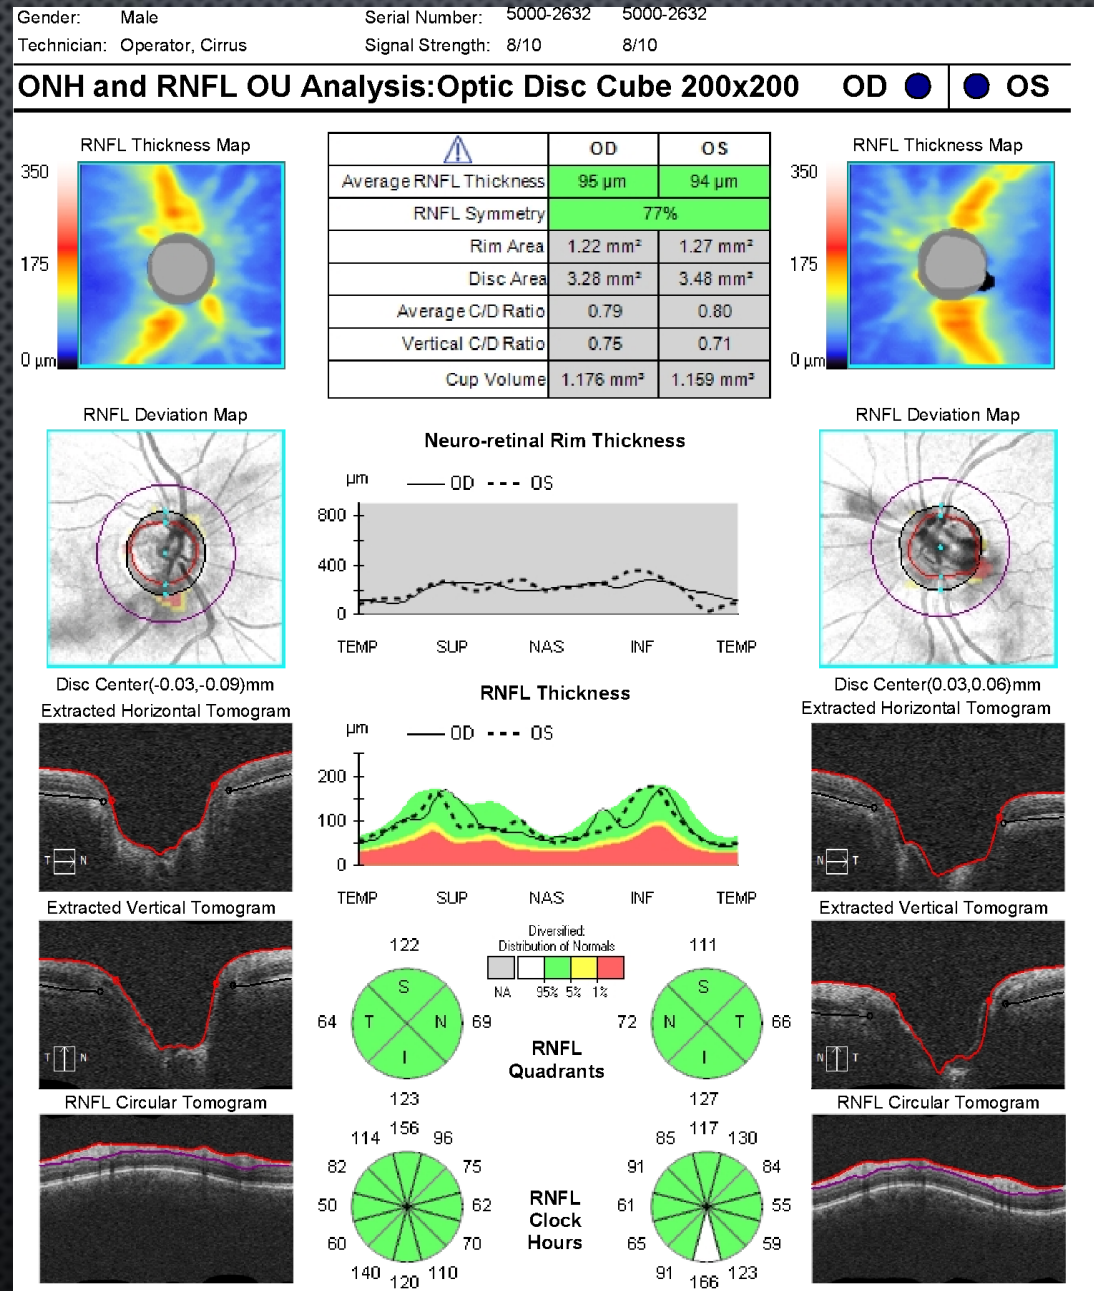 Gender: Male Serial Number: 5000-2632 5000-2632
Technician: Operator, Cirrus Signal Strength: 8/10 8/10
ONH and RNFL OU Analysis:Optic Disc Cube 200x200 OD OS
RNFL Thickness Map
350
175
0 µm
OD OS
Average RNFL Thickness 95 µm 94 µm
RNFL Symmetry 77%
Rim Area 1.22 mm² 1.27 mm²
Disc Area 3.28 mm² 3.48 mm²
Average C/D Ratio 0.79 0.80
Vertical C/D Ratio 0.75 0.71
Cup Volume 1.176 mm³ 1.159 mm³
RNFL Thickness Map
350
175
0 µm
RNFL Deviation Map
Disc Center(-0.03,-0.09)mm
Neuro-retinal Rim Thickness
µm OD OS
800
400
0
TEMP SUP NAS INF TEMP
RNFL Deviation Map
Disc Center(0.03,0.06)mm
Extracted Horizontal Tomogram
T N
RNFL Thickness
µm OD OS
200
100
0
TEMP SUP NAS INF TEMP
Extracted Horizontal Tomogram
N T
Extracted Vertical Tomogram
T N
Diversified:
Distribution of Normals
NA 95% 5% 1%
122
S
64 T N 69
I
123
RNFL
Quadrants
111
S
72 N T 66
I
127
Extracted Vertical Tomogram
N T
RNFL Circular Tomogram
114 156 96
82 75
50 62
60 70
140 120 110
RNFL
Clock
Hours
85 117 130
91 84
61 55
65 59
91 166 123
RNFL Circular Tomogram